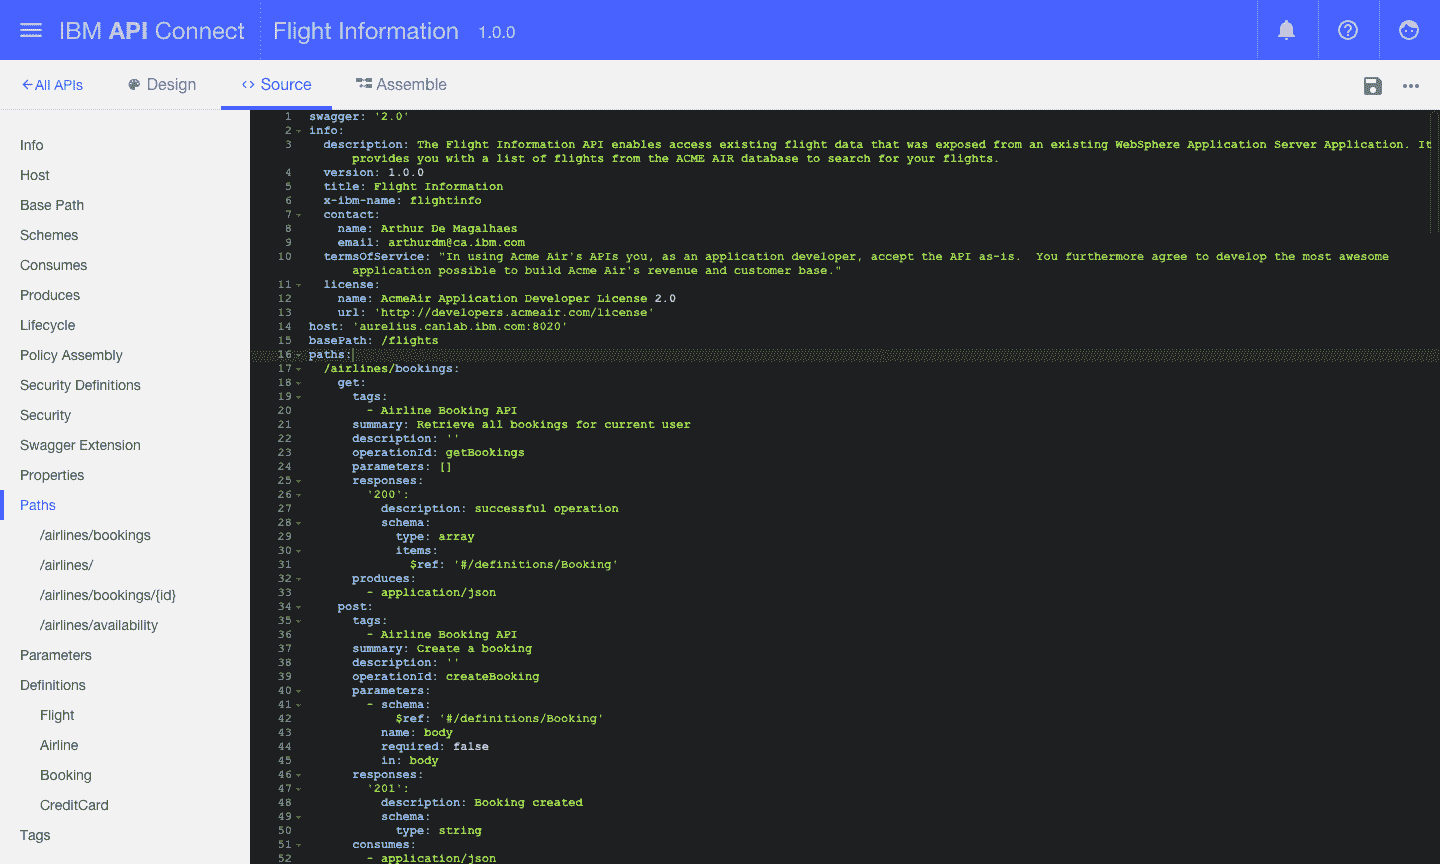 IBM API Connect Flight Information 1.0.0
All APIs Design Source Assemble
Info
Host
Base Path
Schemes
Consumes
Produces
Lifecycle
Policy Assembly
Security Definitions
Security
Swagger Extension
Properties
Paths
/airlines/bookings
/airlines/
/airlines/bookings/{id}
/airlines/availability
Parameters
Definitions
Flight
Airline
Booking
CreditCard
Tags
1 swagger: '2.0'
2 info:
3 description: The Flight Information API enables access existing flight data that was exposed from an existing WebSphere Application Server Application. It
provides you with a list of flights from the ACME AIR database to search for your flights.
4 version: 1.0.0
5 title: Flight Information
6 x-ibm-name: flightinfo
7 contact:
8 name: Arthur De Magalhaes
9 email: arthurdm@ca.ibm.com
10 termsOfService: "In using Acme Air's APIs you, as an application developer, accept the API as-is.  You furthermore agree to develop the most awesome
application possible to build Acme Air's revenue and customer base."
11 license:
12 name: AcmeAir Application Developer License 2.0
13 url: 'http://developers.acmeair.com/license'
14 host: 'aurelius.canlab.ibm.com:8020'
15 basePath: /flights
16 paths:
17 /airlines/bookings:
18 get:
19 tags:
20 - Airline Booking API
21 summary: Retrieve all bookings for current user
22 description: ''
23 operationId: getBookings
24 parameters: []
25 responses:
26 '200':
27 description: successful operation
28 schema:
29 type: array
30 items:
31 $ref: '#/definitions/Booking'
32 produces:
33 - application/json
34 post:
35 tags:
36 - Airline Booking API
37 summary: Create a booking
38 description: ''
39 operationId: createBooking
40 parameters:
41 - schema:
42 $ref: '#/definitions/Booking'
43 name: body
44 required: false
45 in: body
46 responses:
47 '201':
48 description: Booking created
49 schema:
50 type: string
51 consumes:
52 - application/json